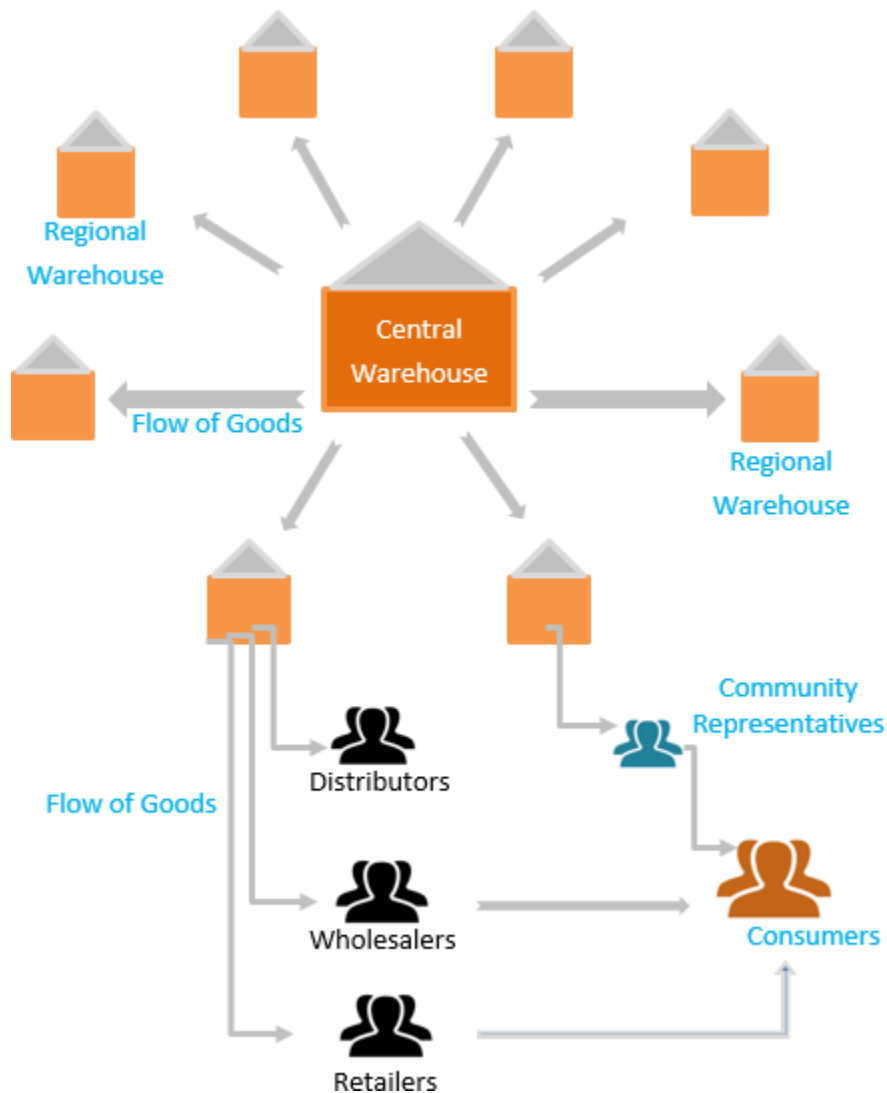 Regional
Warehouse
Central
Warehouse
Flow of Goods
Regional
Warehouse
Community
Representatives
Distributors
Flow of Goods
Wholesalers
Consumers
Retailers